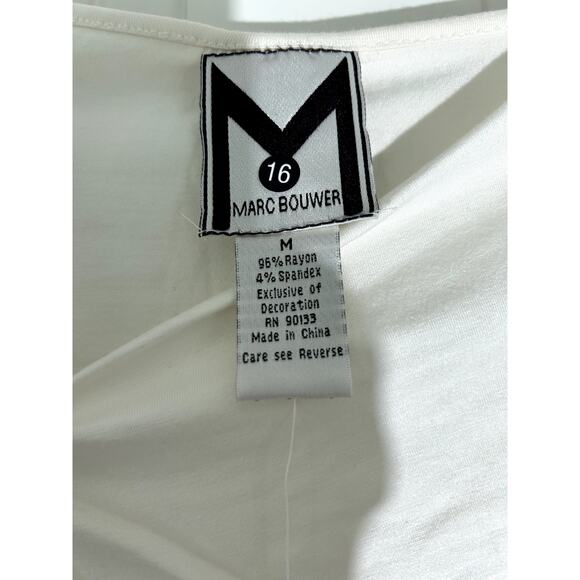 M
16
MARC BOUWER
M
96% Rayon
4% Spandex
Exclusive of
Decoration
RN 90133
Made in China
Care see Reverse